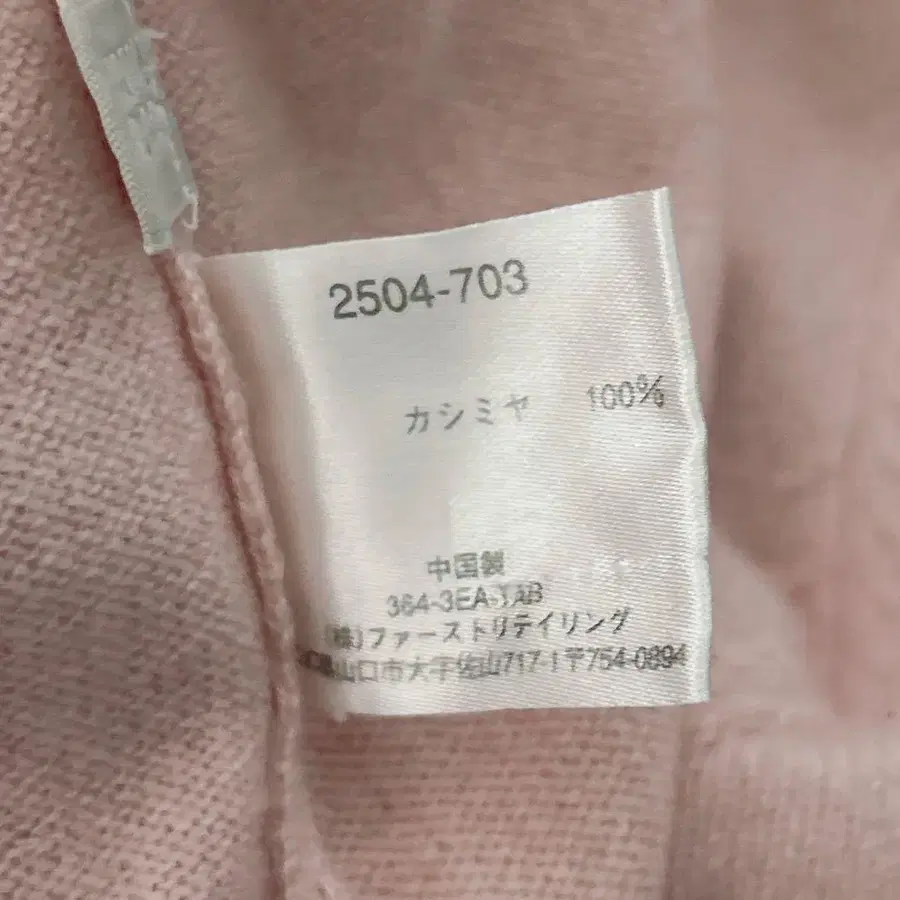 2504-703
カシミヤ 100%
中国製
364-3EA-TAB
(株)ファーストリテイリング
山口市大字佐山717-1〒754-0894